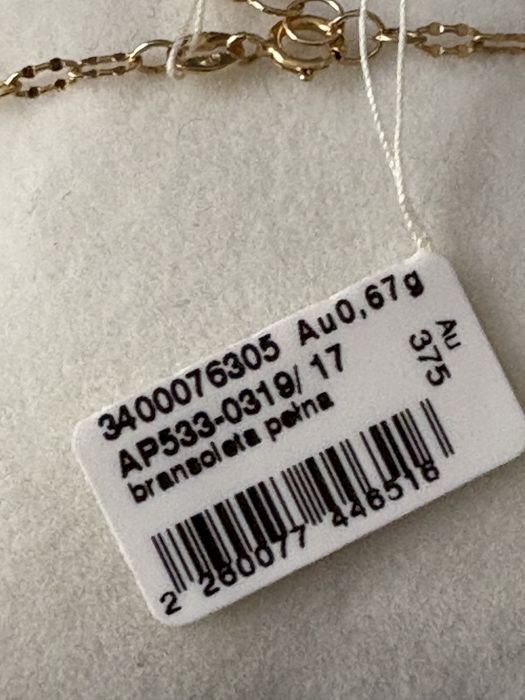 3400076305 Au0,67g
AP533-0319/ 17
bransoleta pełna
Au
375
2 260077 446516